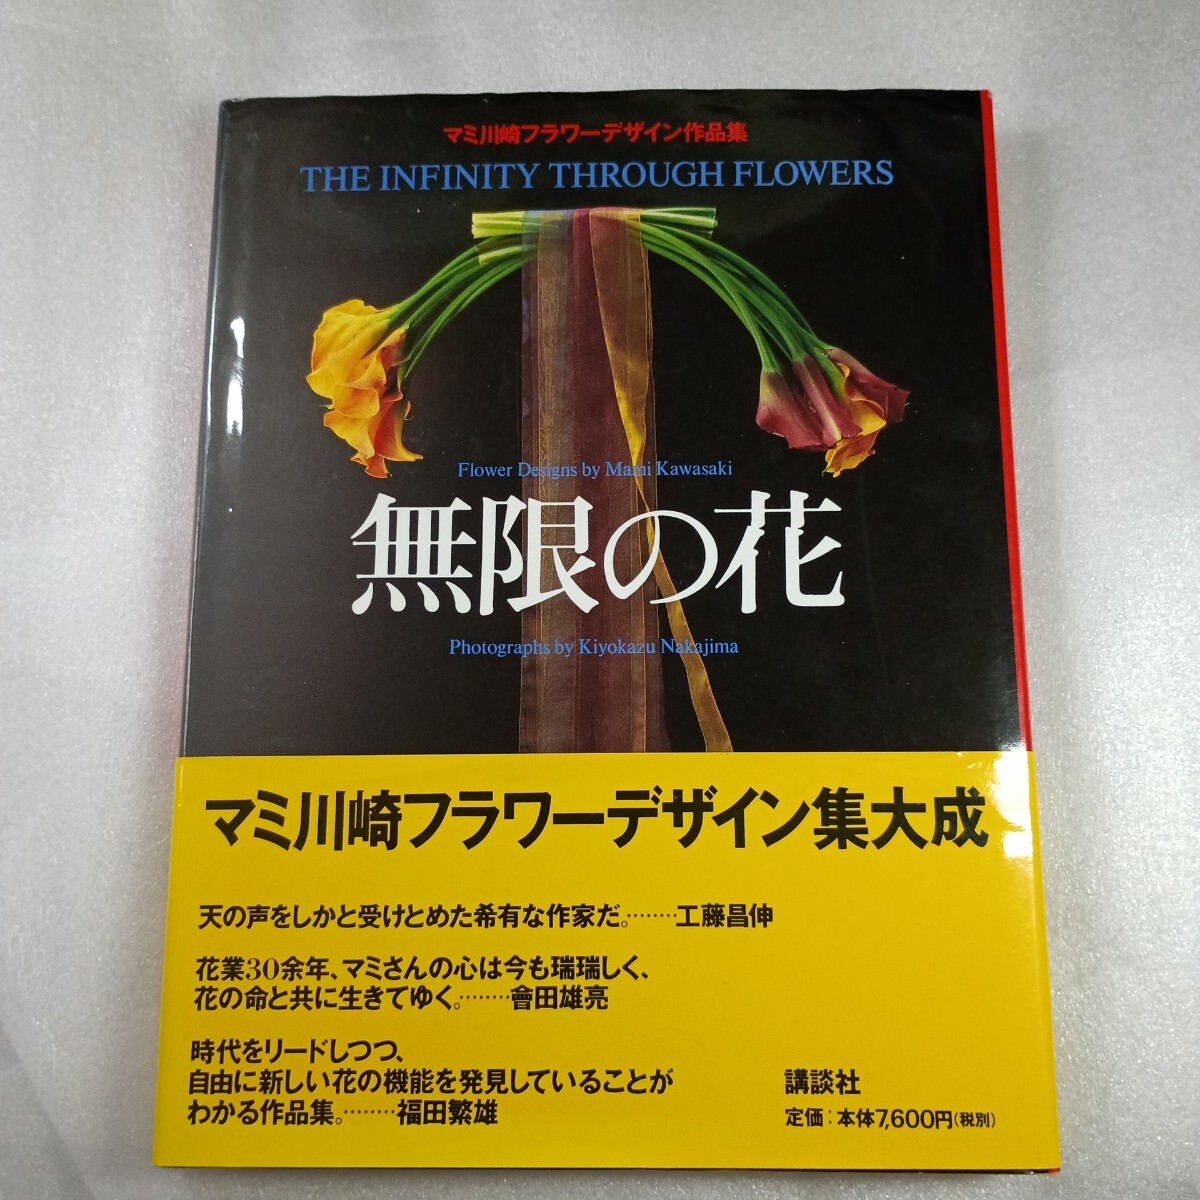 マミ川崎フラワーデザイン作品集
THE INFINITY THROUGH FLOWERS
Flower Designs by Mami Kawasaki
無限の花
Photographs by Kiyokazu Nakajima
マミ川崎フラワーデザイン集大成
天の声をしかと受けとめた希有な作家だ。………工藤昌伸
花業30余年、マミさんの心は今も瑞瑞しく、
花の命と共に生きてゆく。………會田雄亮
時代をリードしつつ、
自由に新しい花の機能を発見していることが
わかる作品集。………福田繁雄
講談社
定価:本体7,600円(税別)